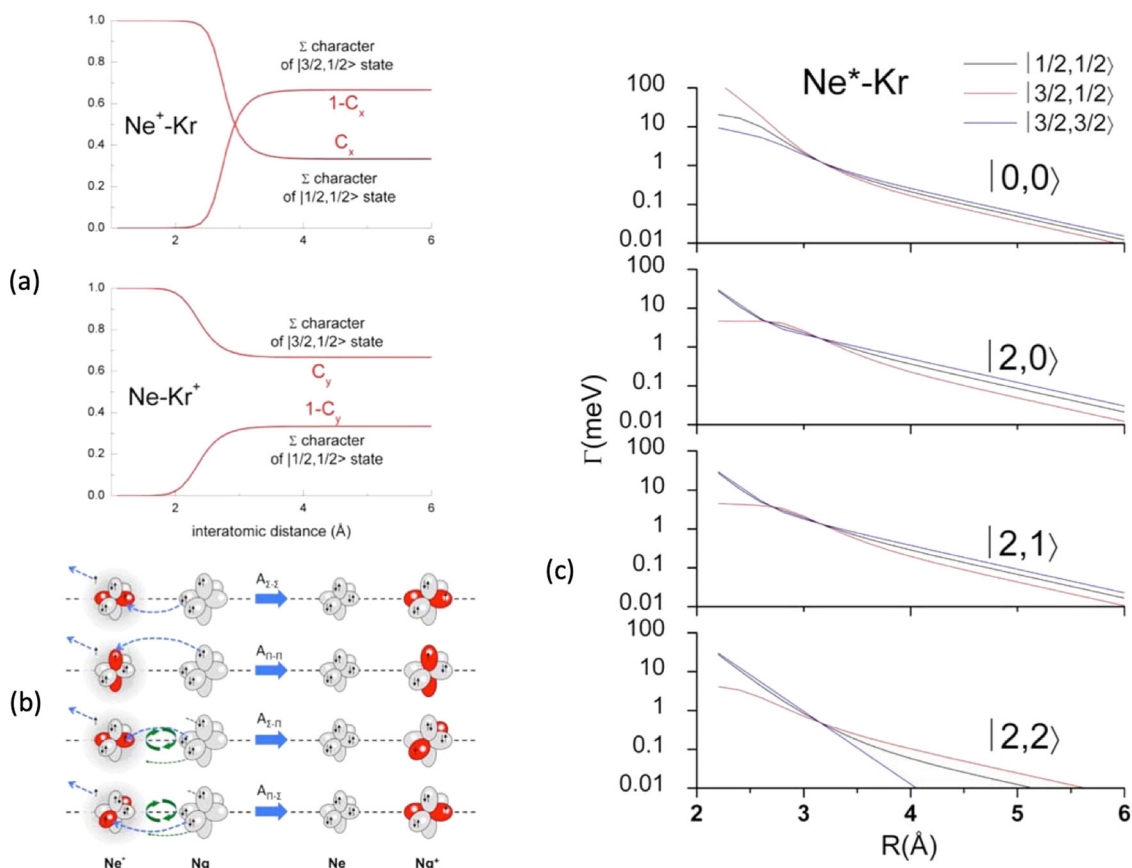 (a)
1.0
0.8
0.6
0.4
0.2
0.0
Ne⁺-Kr
Σ character
of |3/2,1/2> state
1-Cₓ
Cₓ
Σ character
of |1/2,1/2> state
2
4
6
1.0
0.8
0.6
0.4
0.2
0.0
Ne-Kr⁺
Σ character
of |3/2,1/2> state
C_y
1-C_y
Σ character
of |1/2,1/2> state
2
4
6
interatomic distance (Å)
(b)
A_Σ-Σ
A_Π-Π
A_Σ-Π
A_Π-Σ
Ne*
Ng
Ne
Ng⁺
(c)
Ne*-Kr
|1/2,1/2⟩
|3/2,1/2⟩
|3/2,3/2⟩
100
10
1
0.1
0.01
|0,0⟩
100
10
1
0.1
0.01
|2,0⟩
Γ(meV)
100
10
1
0.1
0.01
|2,1⟩
100
10
1
0.1
0.01
|2,2⟩
2
3
4
5
6
R(Å)